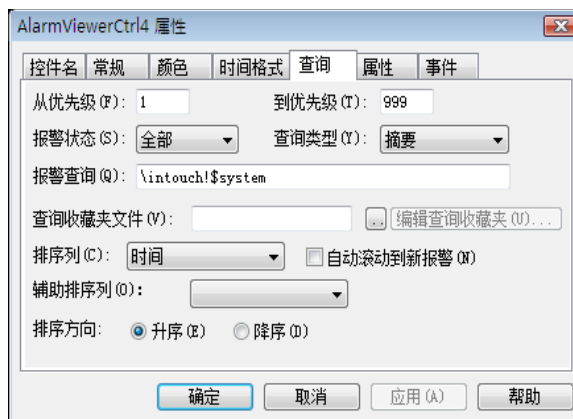 AlarmViewerCtrl4 属性
控件名 常规 颜色 时间格式 查询 属性 事件
从优先级(F): 1 到优先级(T): 999
报警状态(S): 全部 查询类型(Y): 摘要
报警查询(Q): \intouch!$system
查询收藏夹文件(V): .. 编辑查询收藏夹(U)...
排序列(C): 时间 自动滚动到新报警(N)
辅助排序列(O):
排序方向: 升序(E) 降序(D)
确定 取消 应用(A) 帮助